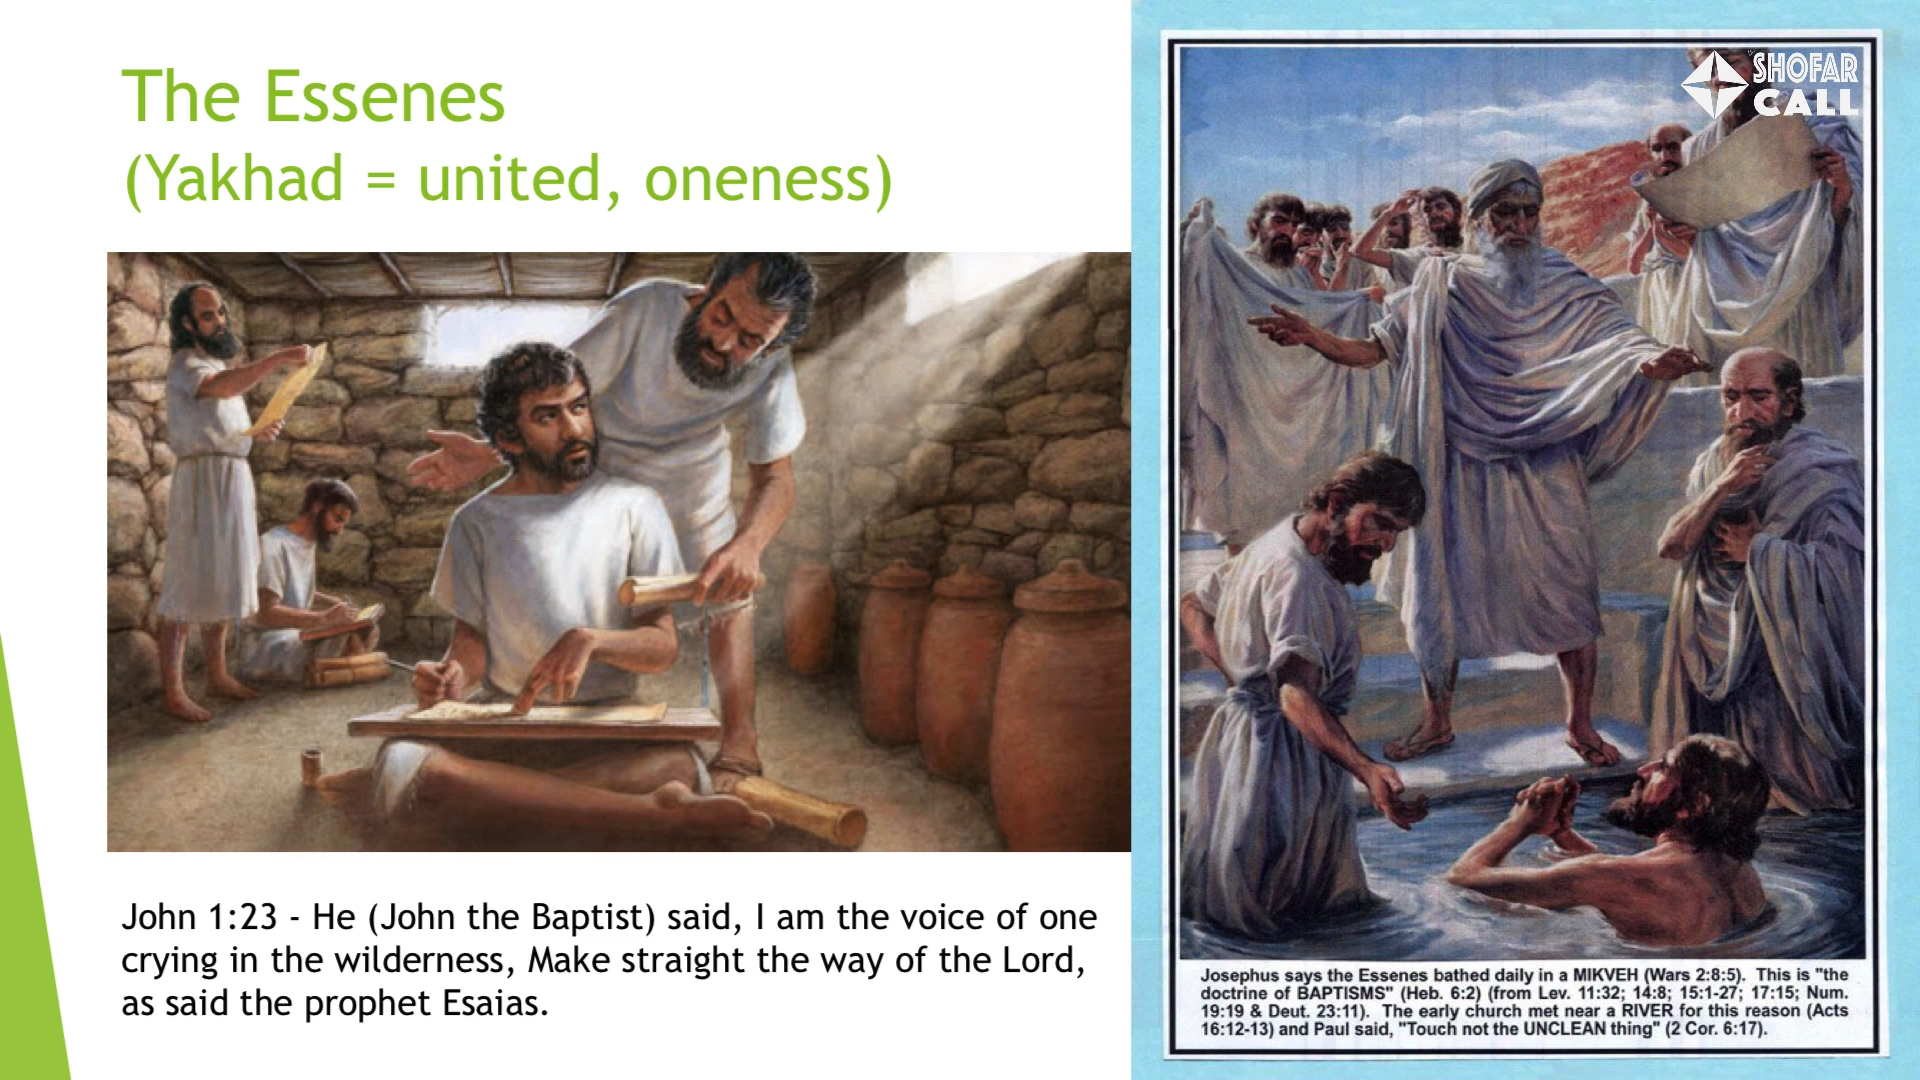 The Essenes
(Yakhad = united, oneness)
John 1:23 - He (John the Baptist) said, I am the voice of one
crying in the wilderness, Make straight the way of the Lord,
as said the prophet Esaias.
SHOFAR
CALL
Josephus says the Essenes bathed daily in a MIKVEH (Wars 2:8:5). This is "the
doctrine of BAPTISMS" (Heb. 6:2) (from Lev. 11:32; 14:8; 15:1-27; 17:15; Num.
19:19 & Deut. 23:11). The early church met near a RIVER for this reason (Acts
16:12-13) and Paul said, "Touch not the UNCLEAN thing" (2 Cor. 6:17).